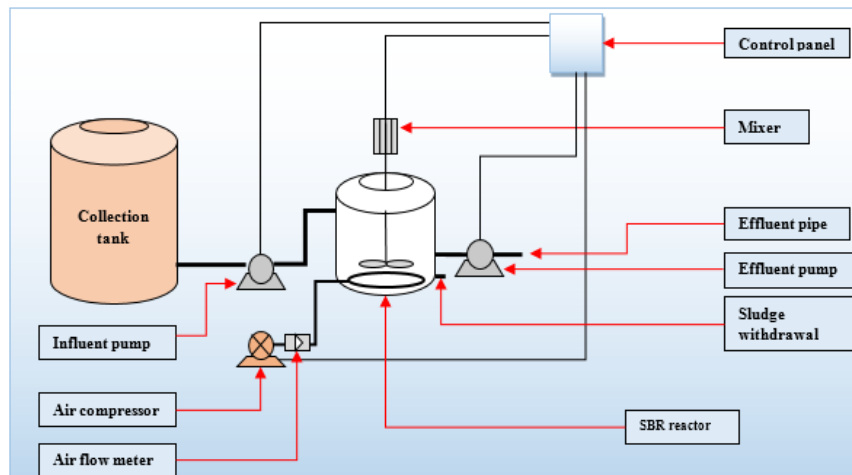 Control panel
Mixer
Collection
tank
Effluent pipe
Effluent pump
Sludge
withdrawal
Influent pump
Air compressor
SBR reactor
Air flow meter